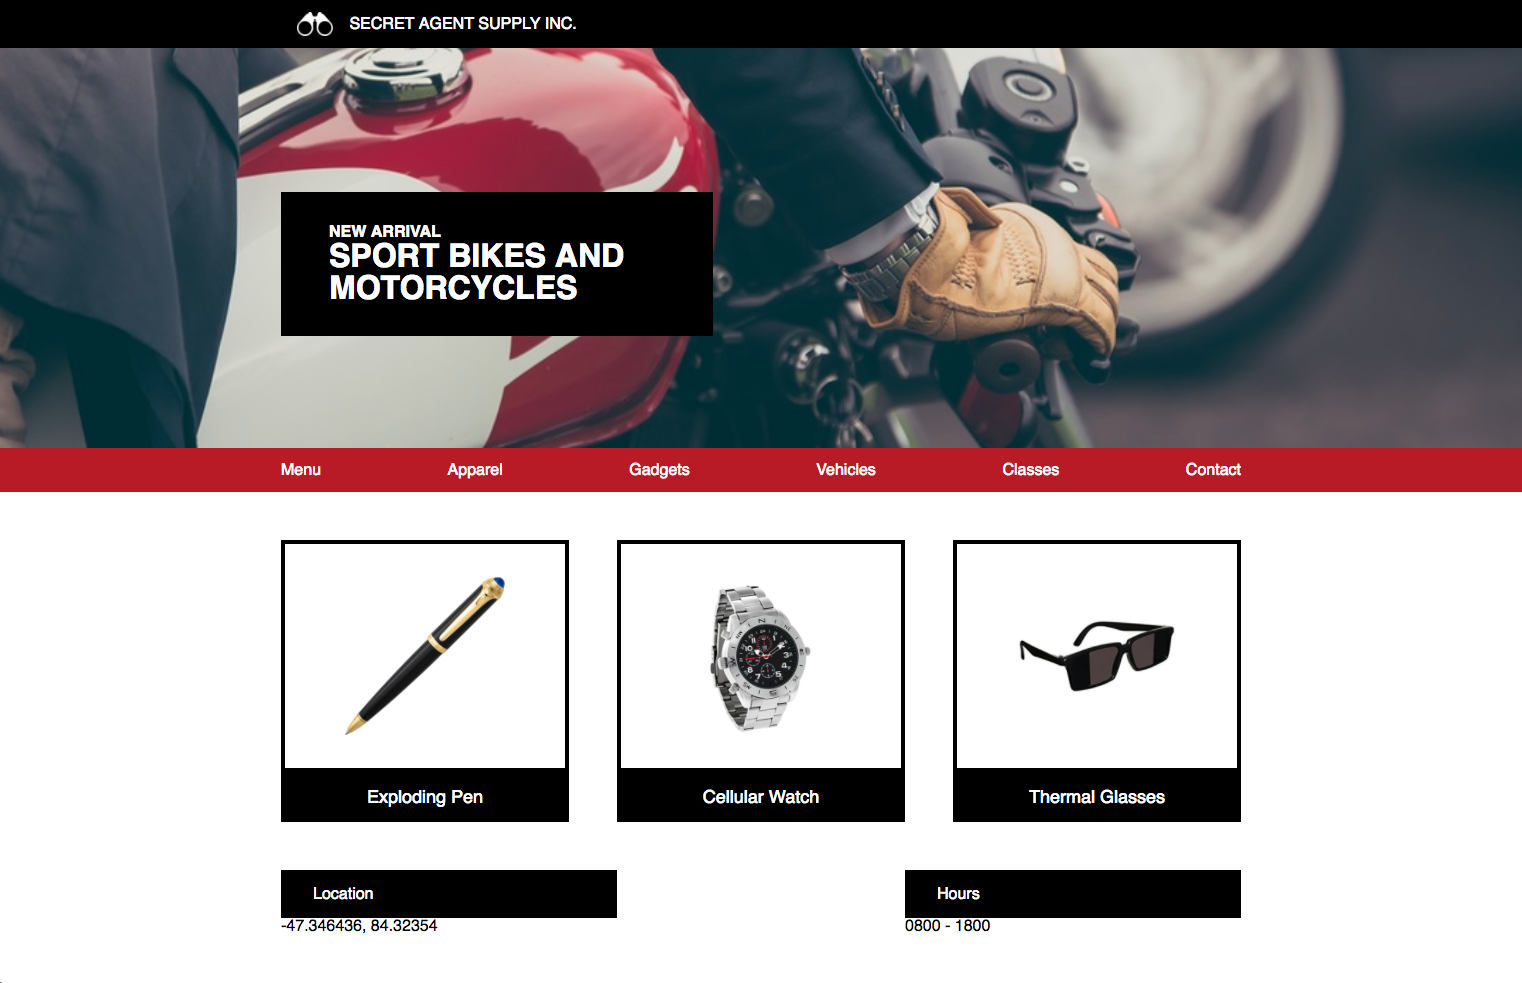 SECRET AGENT SUPPLY INC.
NEW ARRIVAL
SPORT BIKES AND
MOTORCYCLES
Menu
Apparel
Gadgets
Vehicles
Classes
Contact
Exploding Pen
Cellular Watch
Thermal Glasses
Location
-47.346436, 84.32354
Hours
0800 - 1800